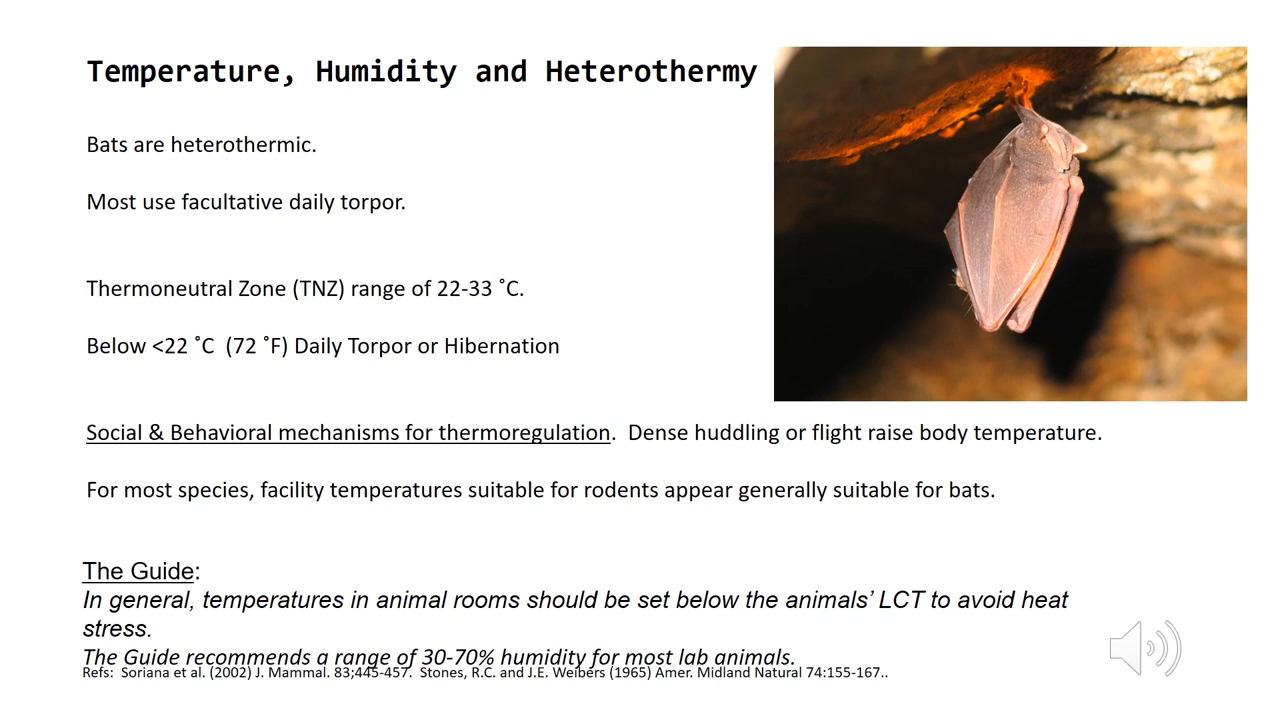 Temperature, Humidity and Heterothermy
Bats are heterothermic.
Most use facultative daily torpor.
Thermoneutral Zone (TNZ) range of 22-33 ˚C.
Below <22 ˚C  (72 ˚F) Daily Torpor or Hibernation
Social & Behavioral mechanisms for thermoregulation.  Dense huddling or flight raise body temperature.
For most species, facility temperatures suitable for rodents appear generally suitable for bats.
The Guide:
In general, temperatures in animal rooms should be set below the animals’ LCT to avoid heat
stress.
The Guide recommends a range of 30-70% humidity for most lab animals.
Refs:  Soriana et al. (2002) J. Mammal. 83;445-457.  Stones, R.C. and J.E. Weibers (1965) Amer. Midland Natural 74:155-167..